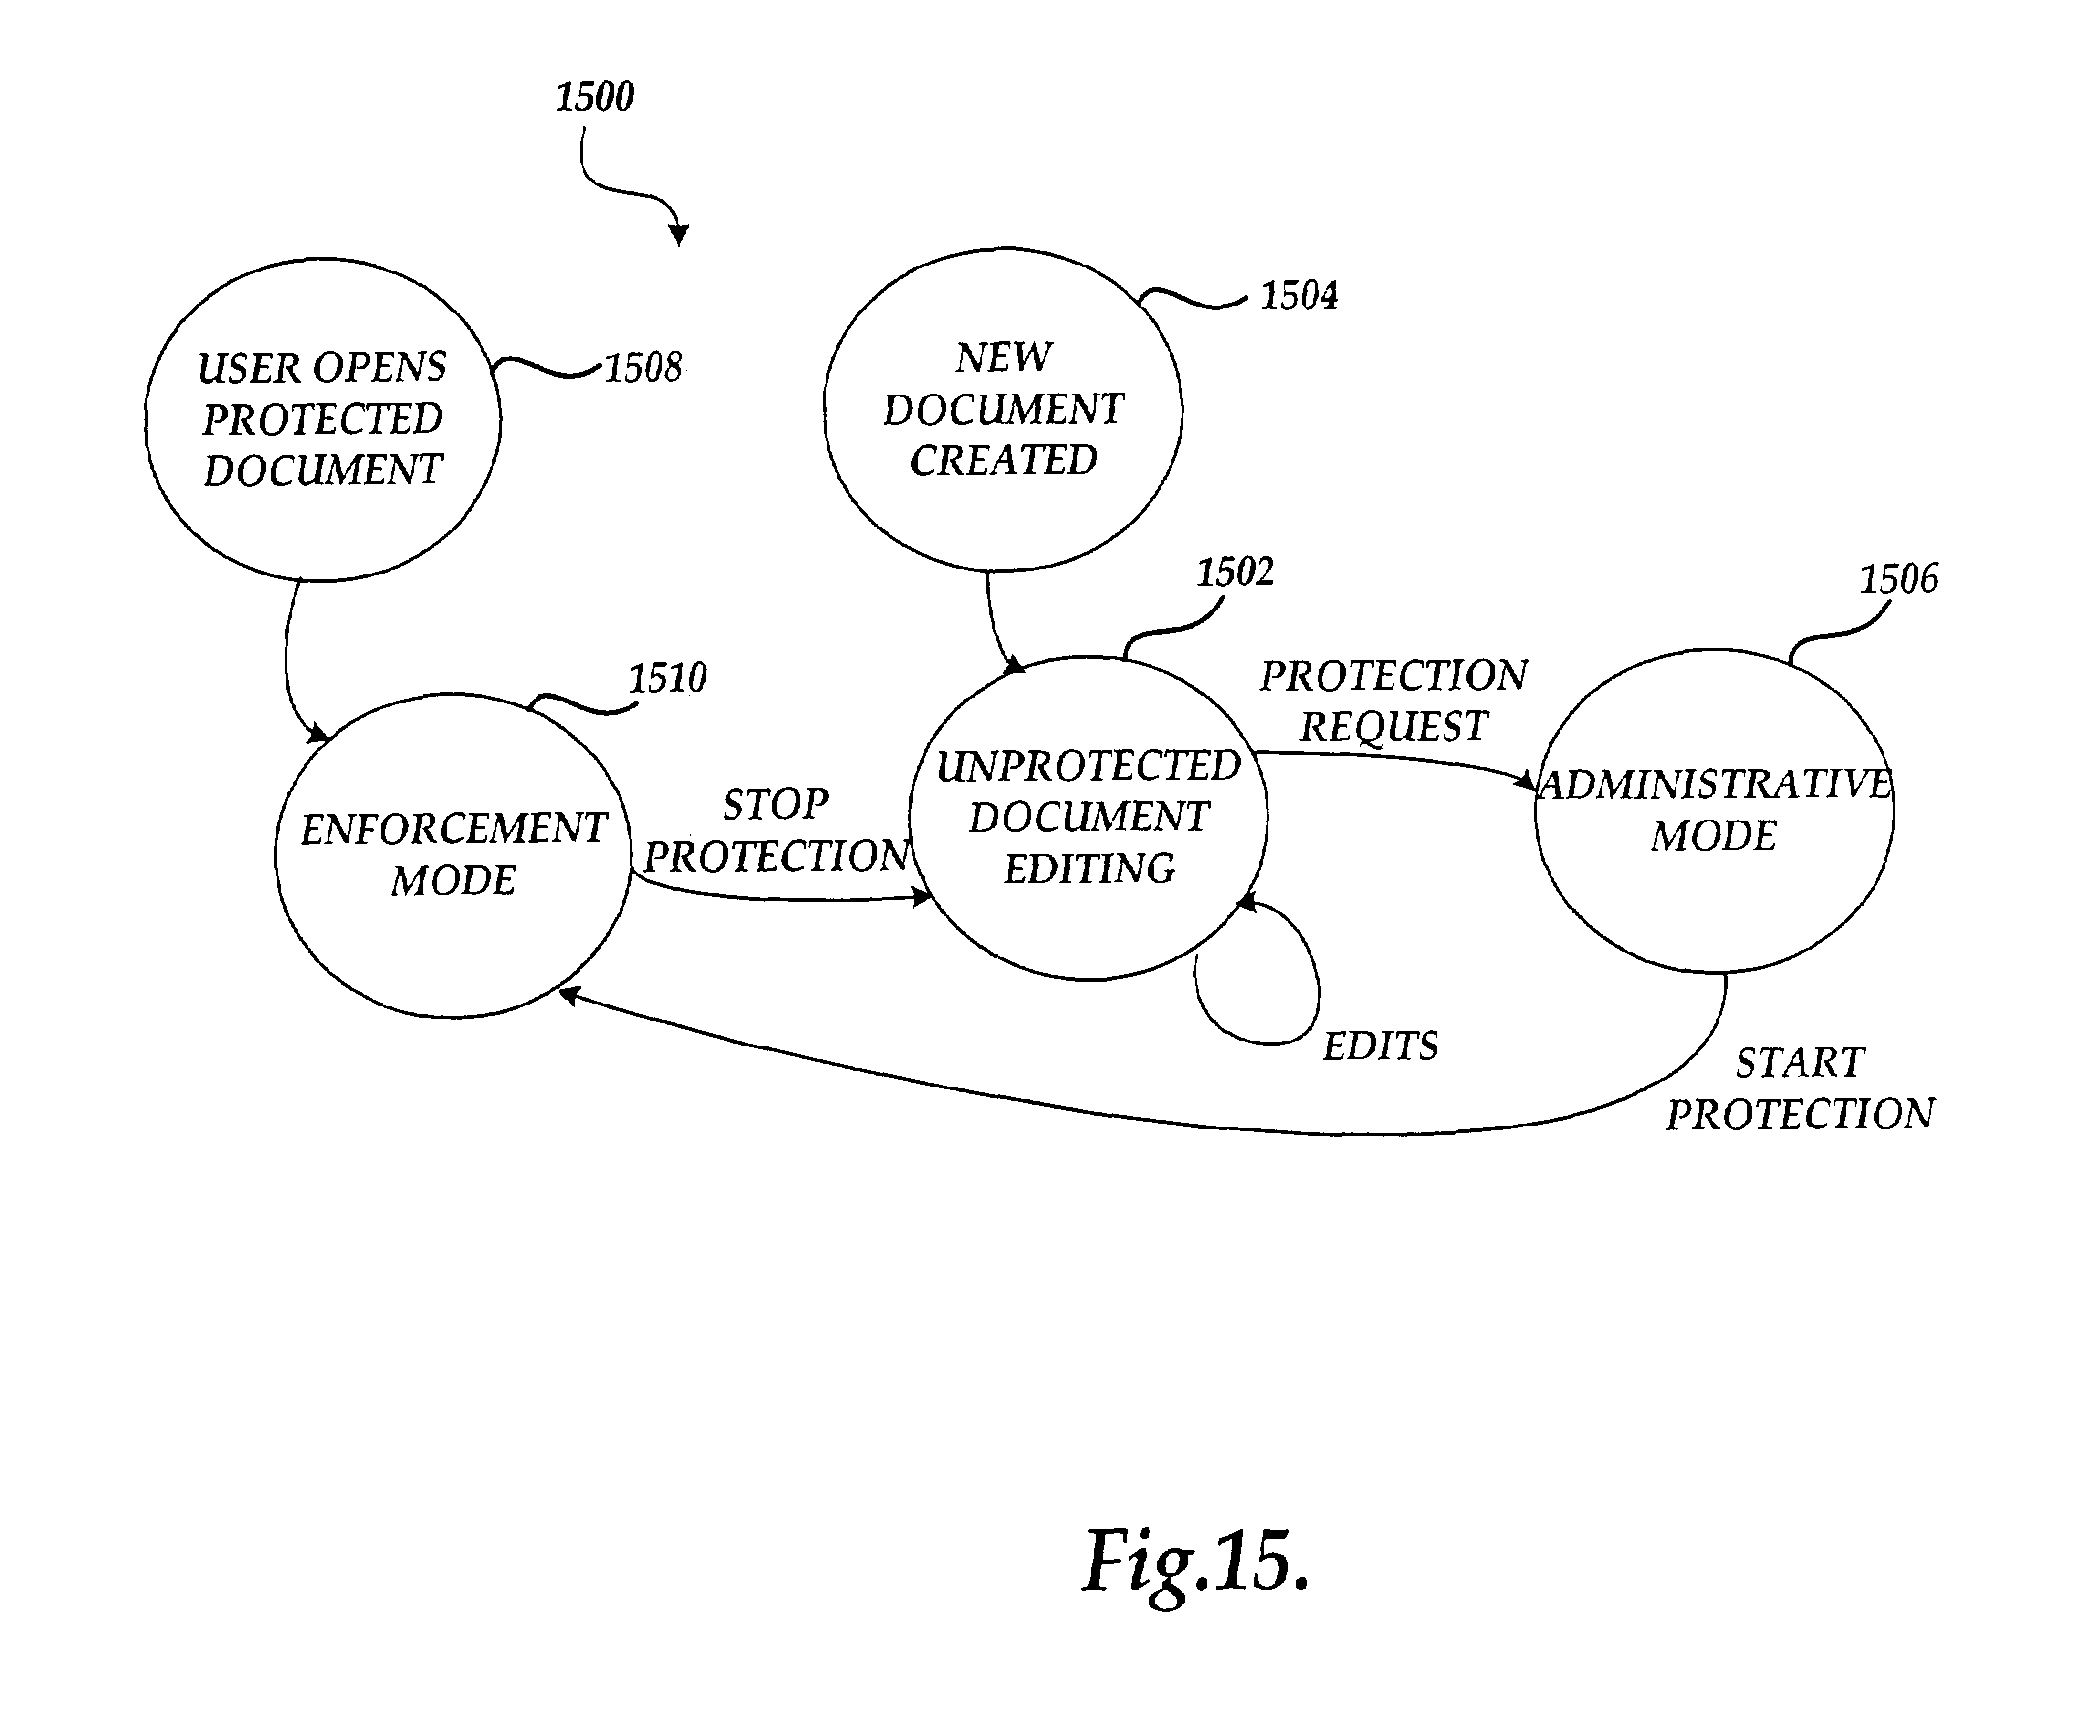 1500
1504
NEW
DOCUMENT
CREATED
USER OPENS
PROTECTED
DOCUMENT
1508
1502
1506
1510
PROTECTION
REQUEST
UNPROTECTED
DOCUMENT
EDITING
ADMINISTRATIVE
MODE
STOP
PROTECTION
ENFORCEMENT
MODE
EDITS
START
PROTECTION
Fig.15.